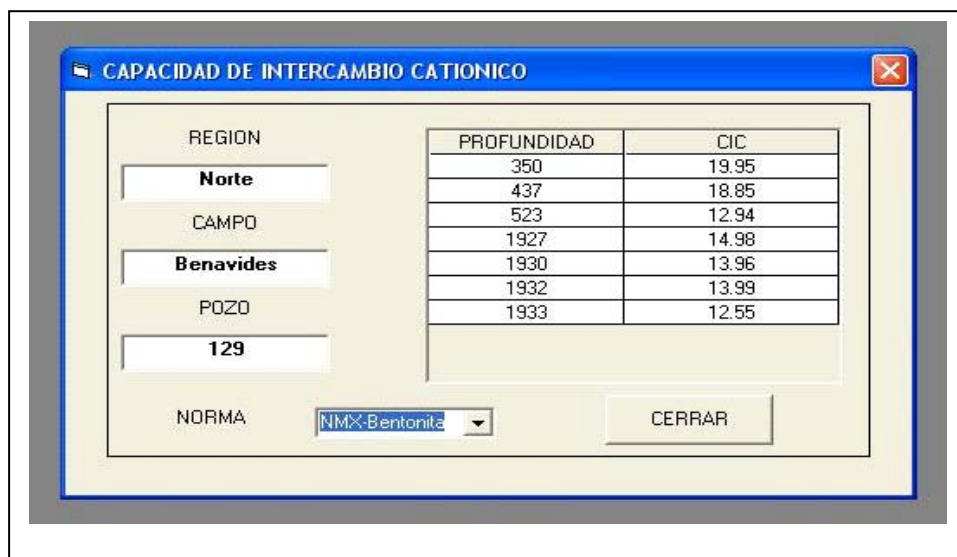 CAPACIDAD DE INTERCAMBIO CATIONICO
REGION
Norte
CAMPO
Benavides
POZO
129
PROFUNDIDAD CIC
350 19.95
437 18.85
523 12.94
1927 14.98
1930 13.96
1932 13.99
1933 12.55
NORMA NMX-Bentonita CERRAR